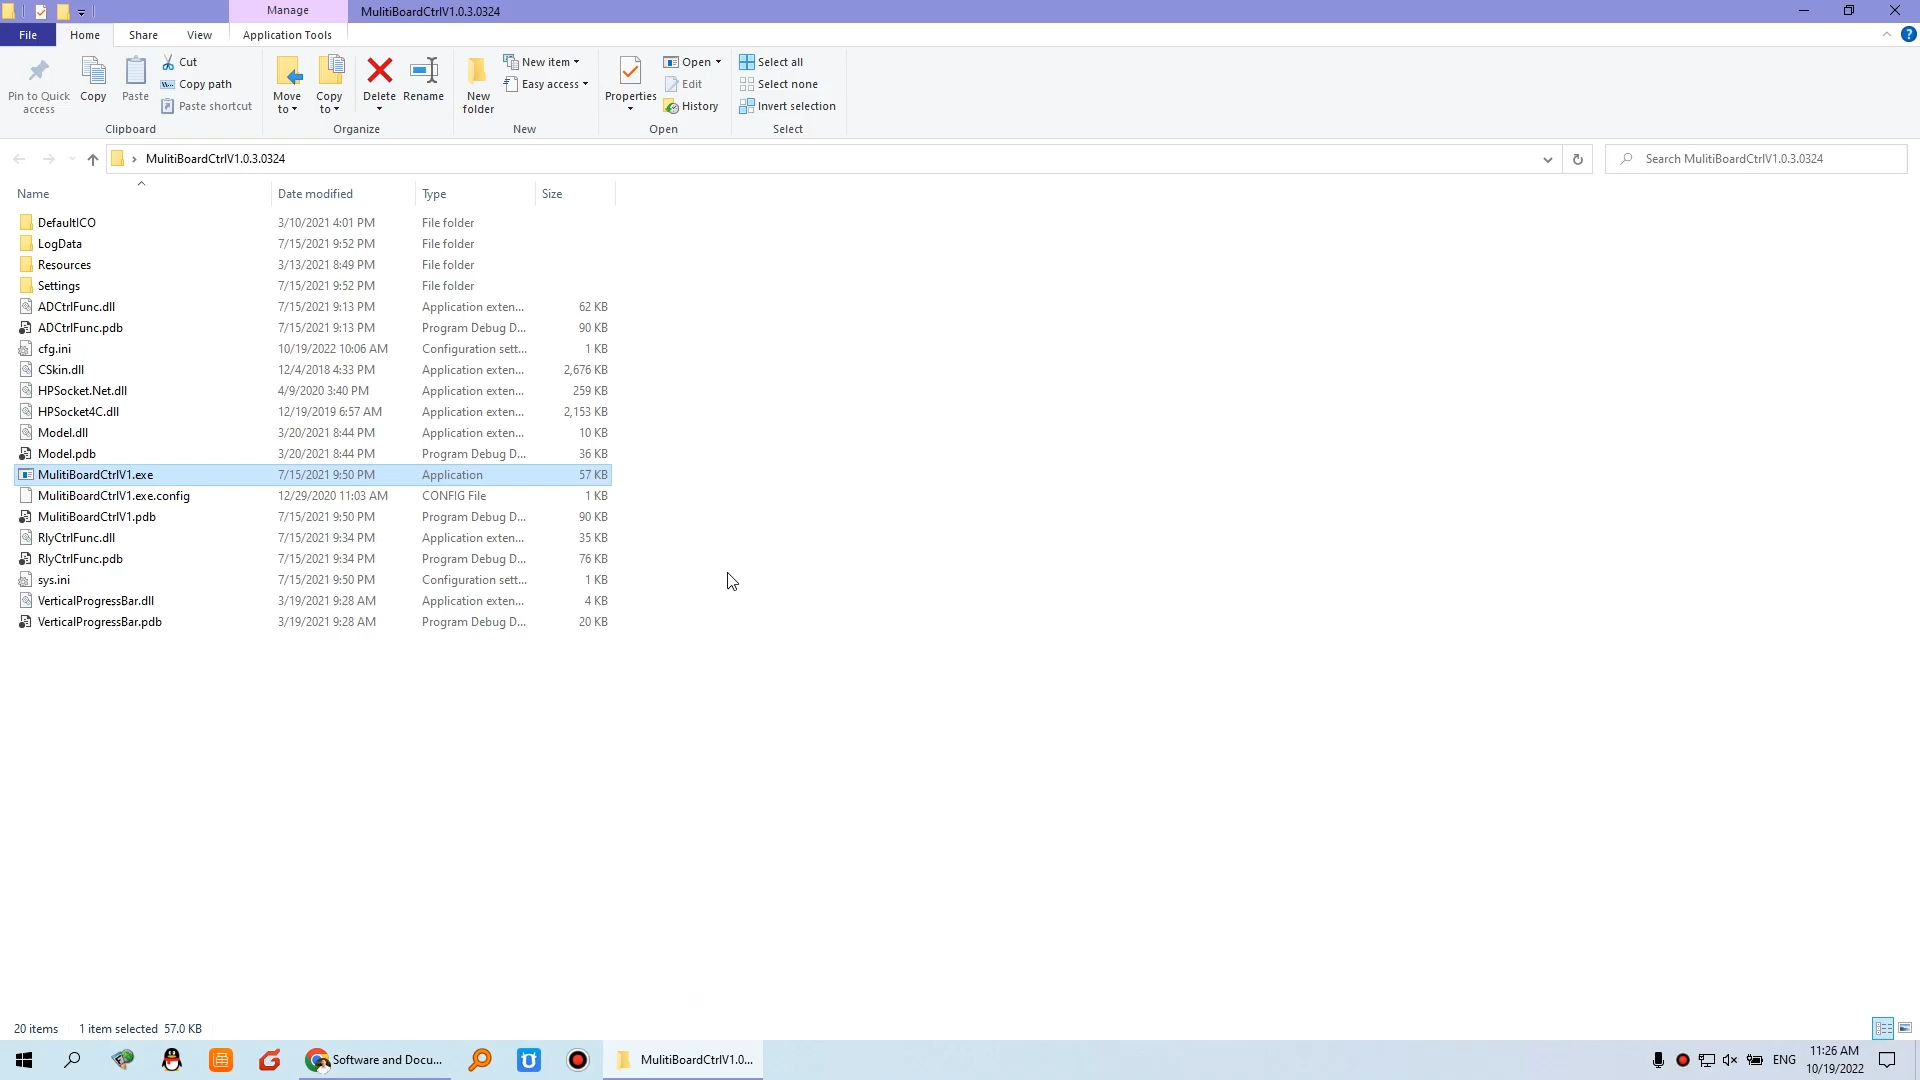 Manage MulitiBoardCtrlV1.0.3.0324
File Home Share View Application Tools
Pin to Quick access
Copy
Paste
Cut
Copy path
Paste shortcut
Clipboard
Move to
Copy to
Delete
Rename
Organize
New folder
New item
Easy access
New
Properties
Open
Edit
History
Open
Select all
Select none
Invert selection
Select
MulitiBoardCtrlV1.0.3.0324
Search MulitiBoardCtrlV1.0.3.0324
Name Date modified Type Size
DefaultICO 3/10/2021 4:01 PM File folder
LogData 7/15/2021 9:52 PM File folder
Resources 3/13/2021 8:49 PM File folder
Settings 7/15/2021 9:52 PM File folder
ADCtrlFunc.dll 7/15/2021 9:13 PM Application exten... 62 KB
ADCtrlFunc.pdb 7/15/2021 9:13 PM Program Debug D... 90 KB
cfg.ini 10/19/2022 10:06 AM Configuration sett... 1 KB
CSkin.dll 12/4/2018 4:33 PM Application exten... 2,676 KB
HPSocket.Net.dll 4/9/2020 3:40 PM Application exten... 259 KB
HPSocket4C.dll 12/19/2019 6:57 AM Application exten... 2,153 KB
Model.dll 3/20/2021 8:44 PM Application exten... 10 KB
Model.pdb 3/20/2021 8:44 PM Program Debug D... 36 KB
MulitiBoardCtrlV1.exe 7/15/2021 9:50 PM Application 57 KB
MulitiBoardCtrlV1.exe.config 12/29/2020 11:03 AM CONFIG File 1 KB
MulitiBoardCtrlV1.pdb 7/15/2021 9:50 PM Program Debug D... 90 KB
RlyCtrlFunc.dll 7/15/2021 9:34 PM Application exten... 35 KB
RlyCtrlFunc.pdb 7/15/2021 9:34 PM Program Debug D... 76 KB
sys.ini 7/15/2021 9:50 PM Configuration sett... 1 KB
VerticalProgressBar.dll 3/19/2021 9:28 AM Application exten... 4 KB
VerticalProgressBar.pdb 3/19/2021 9:28 AM Program Debug D... 20 KB
20 items 1 item selected 57.0 KB
Software and Docu... MulitiBoardCtrlV1.0... ENG 11:26 AM
10/19/2022